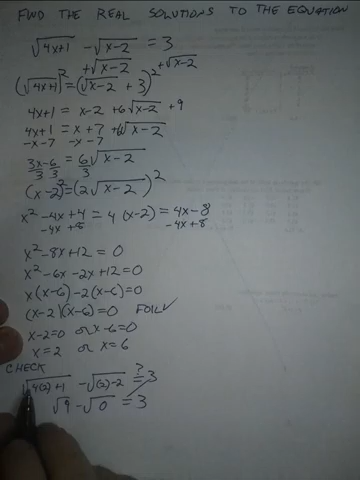 FIND THE REAL SOLUTIONS TO THE EQUATION
√4x+1 - √x-2 = 3
+√x-2 +√x-2
(√4x+1)² = (√x-2 + 3)²
4x+1 = x-2 + 6√x-2 + 9
4x+1 = x + 7 + 6√x-2
-x-7 -x-7
3x-6/3 = 6/3 √x-2
(x-2)² = (2√x-2)²
x² -4x+4 = 4(x-2) = 4x-8
-4x +8 -4x+8
x² -8x+12 = 0
x² -6x -2x+12=0
x(x-6)-2(x-6)=0
(x-2)(x-6)=0 FOIL✓
x-2=0 or x-6=0
x=2 or x=6
CHECK
√4(2)+1 - √(2)-2 ?= 3
√9 - √0 = 3